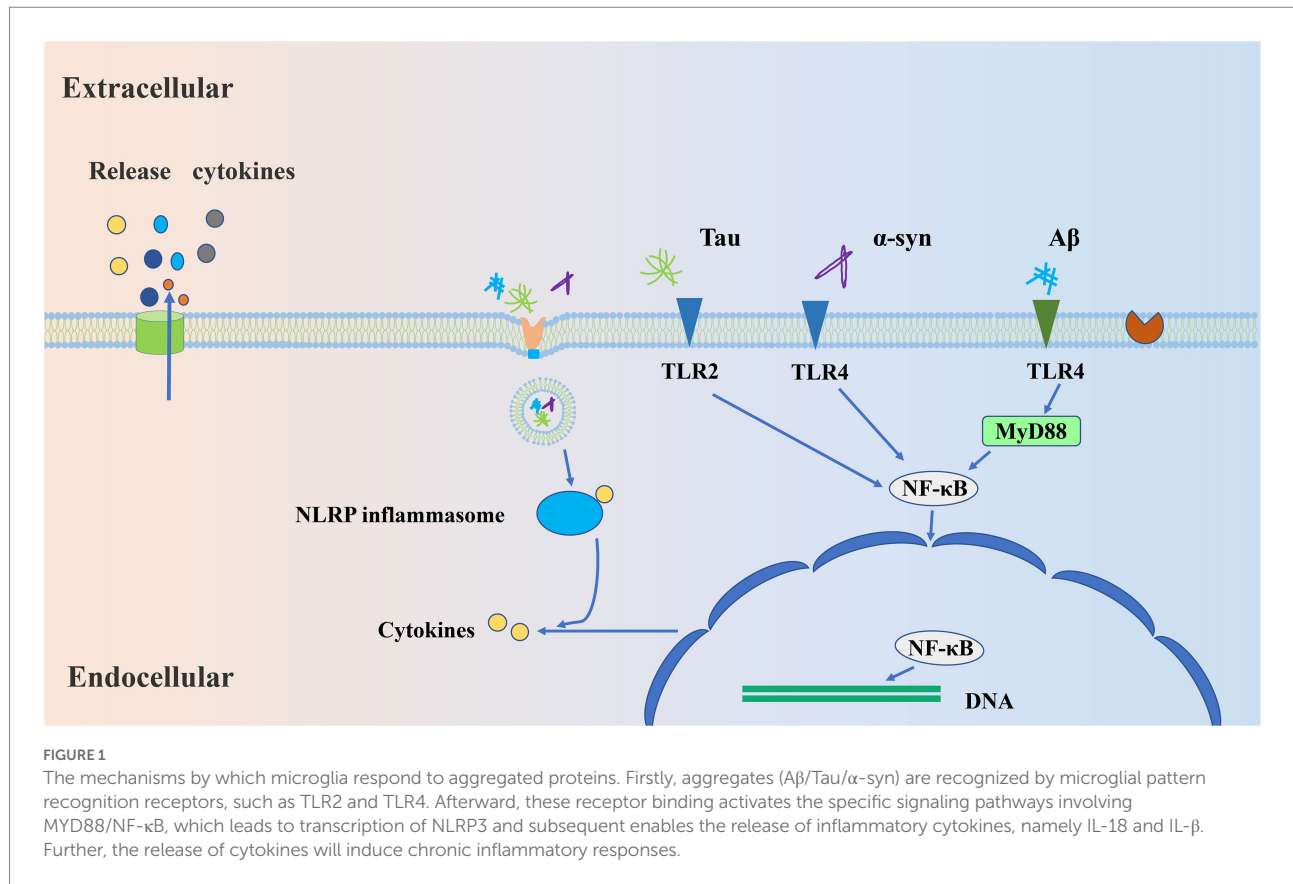 Extracellular
Release cytokines
Tau
α-syn
Aβ
TLR2
TLR4
TLR4
MyD88
NF-κB
NLRP inflammasome
Cytokines
NF-κB
Endocellular
DNA
FIGURE 1
The mechanisms by which microglia respond to aggregated proteins. Firstly, aggregates (Aβ/Tau/α-syn) are recognized by microglial pattern
recognition receptors, such as TLR2 and TLR4. Afterward, these receptor binding activates the specific signaling pathways involving
MYD88/NF-κB, which leads to transcription of NLRP3 and subsequent enables the release of inflammatory cytokines, namely IL-18 and IL-β.
Further, the release of cytokines will induce chronic inflammatory responses.